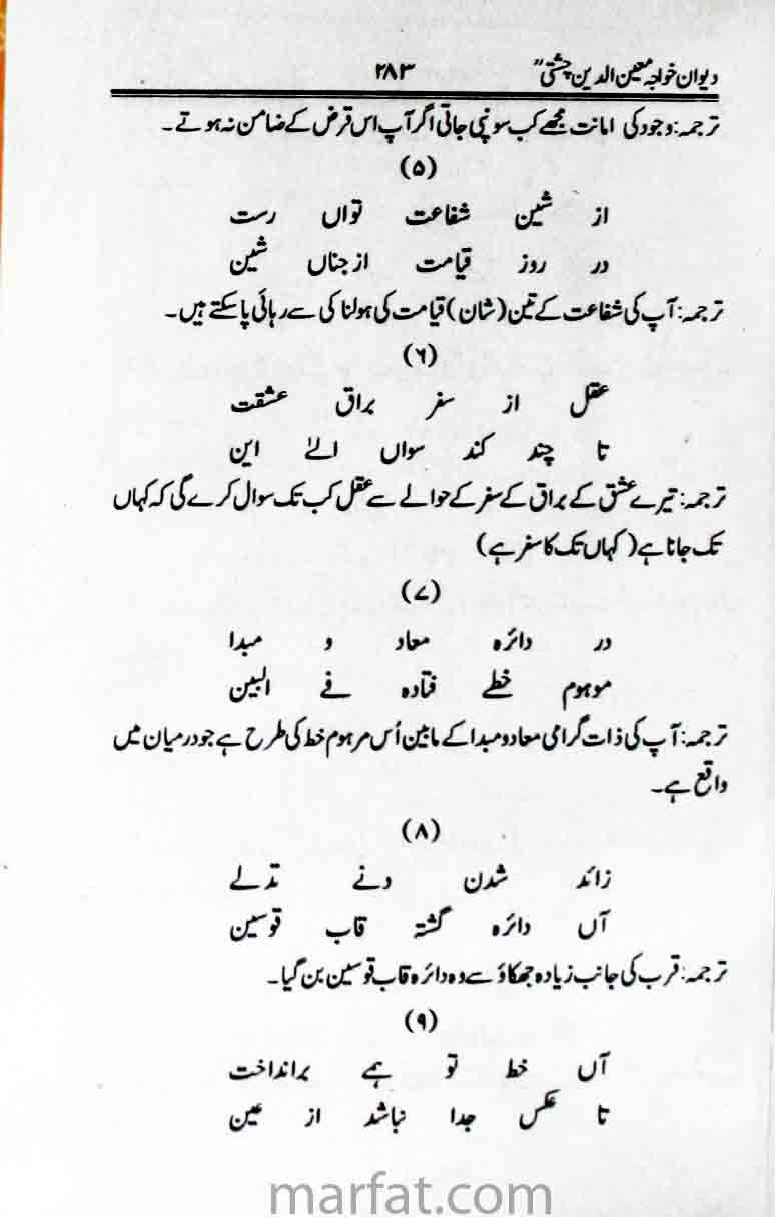 دیوان خواجہ معین الدین چشتیؒ ۲۸۳
ترجمہ: وجود کی امانت مجھے کب سونپی جاتی اگر آپ اس قرض کے ضامن نہ ہوتے۔
(۵)
از شین شفاعت تواں رست
در روز قیامت از جناں شین
ترجمہ: آپ کی شفاعت کے تین (شان) قیامت کی ہولناکی سے رہائی پا سکتے ہیں۔
(۶)
عقل از سفر براق عشقت
تا چند کند سواں الےٰ این
ترجمہ: تیرے عشق کے براق کے سفر کے حوالے سے عقل کب تک سوال کرے گی کہ کہاں
تک جانا ہے (کہاں تک کا سفر ہے)
(۷)
در دائرہ معاد و مبدا
موہوم خطے فتادہ فے البین
ترجمہ: آپ کی ذات گرامی معاد و مبدا کے مابین اُس مرہوم خط کی طرح ہے جو درمیان میں
واقع ہے۔
(۸)
زائد شدن دنے تدلے
آں دائرہ گشتہ قاب قوسین
ترجمہ: قرب کی جانب زیادہ جھکاؤ سے وہ دائرہ قاب قوسین بن گیا۔
(۹)
آں خط تو ہے برانداخت
تا عکس جدا نباشد از عین
marfat.com